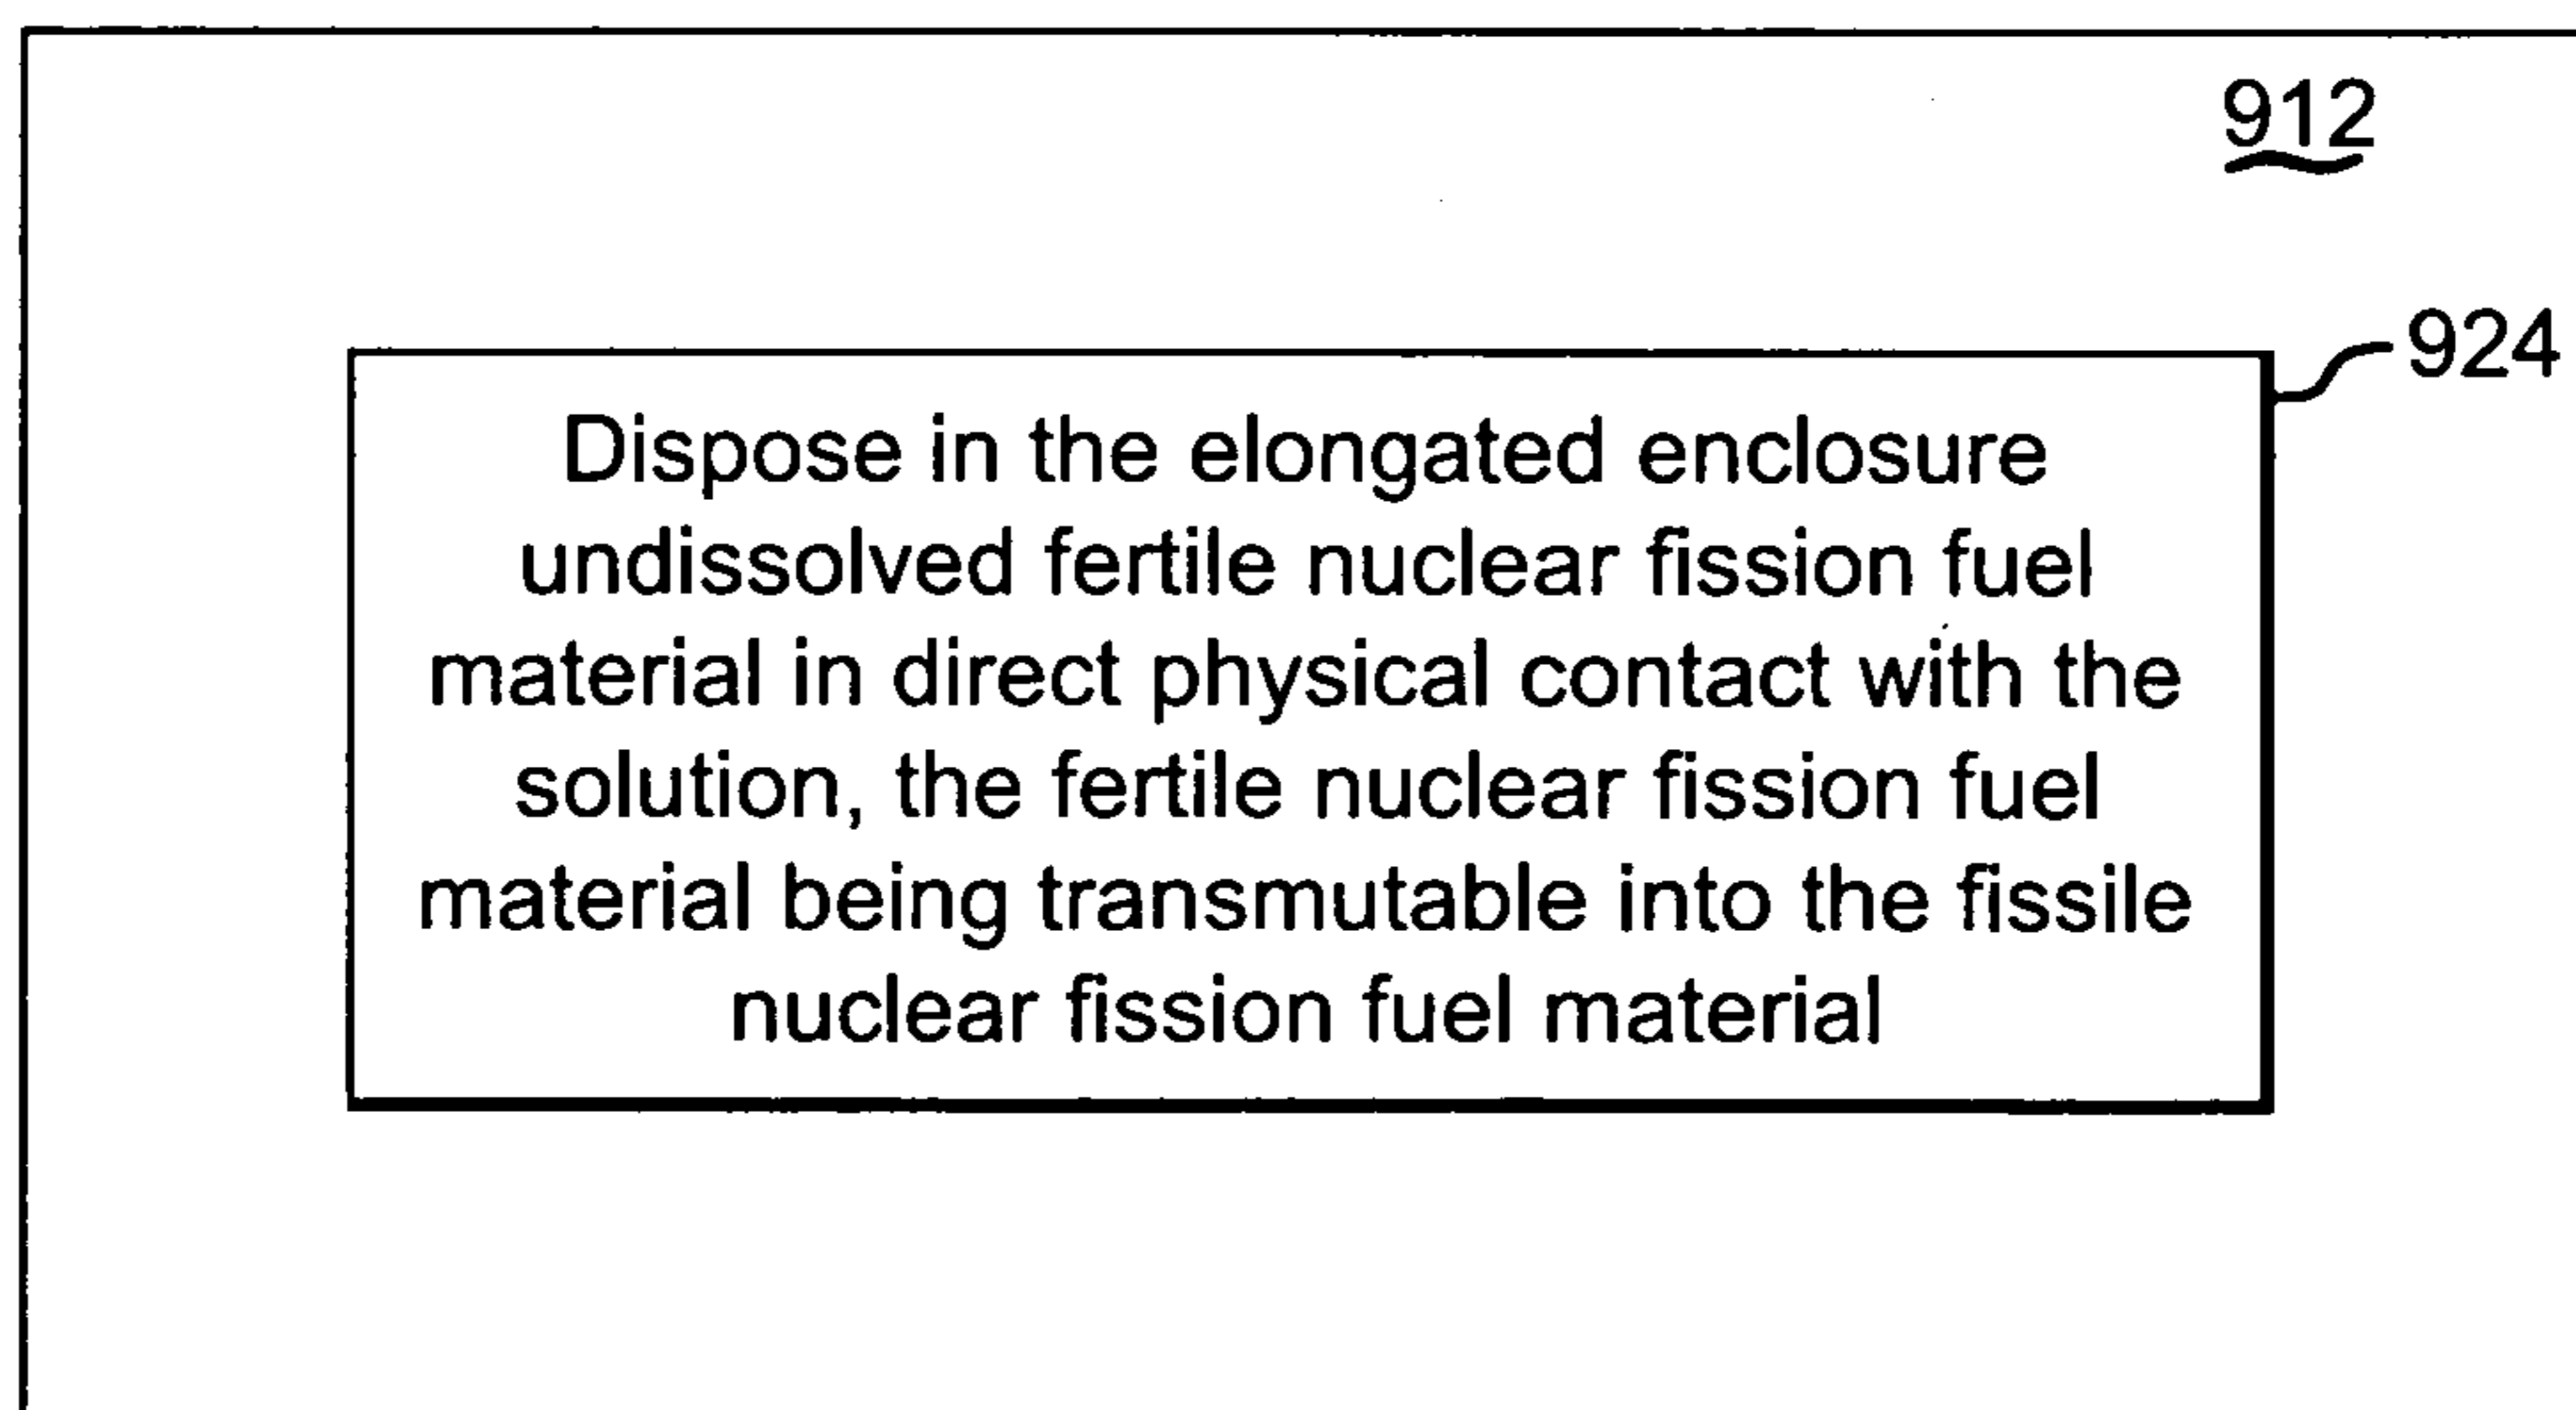 912
924
Dispose in the elongated enclosure
undissolved fertile nuclear fission fuel
material in direct physical contact with the
solution, the fertile nuclear fission fuel
material being transmutable into the fissile
nuclear fission fuel material